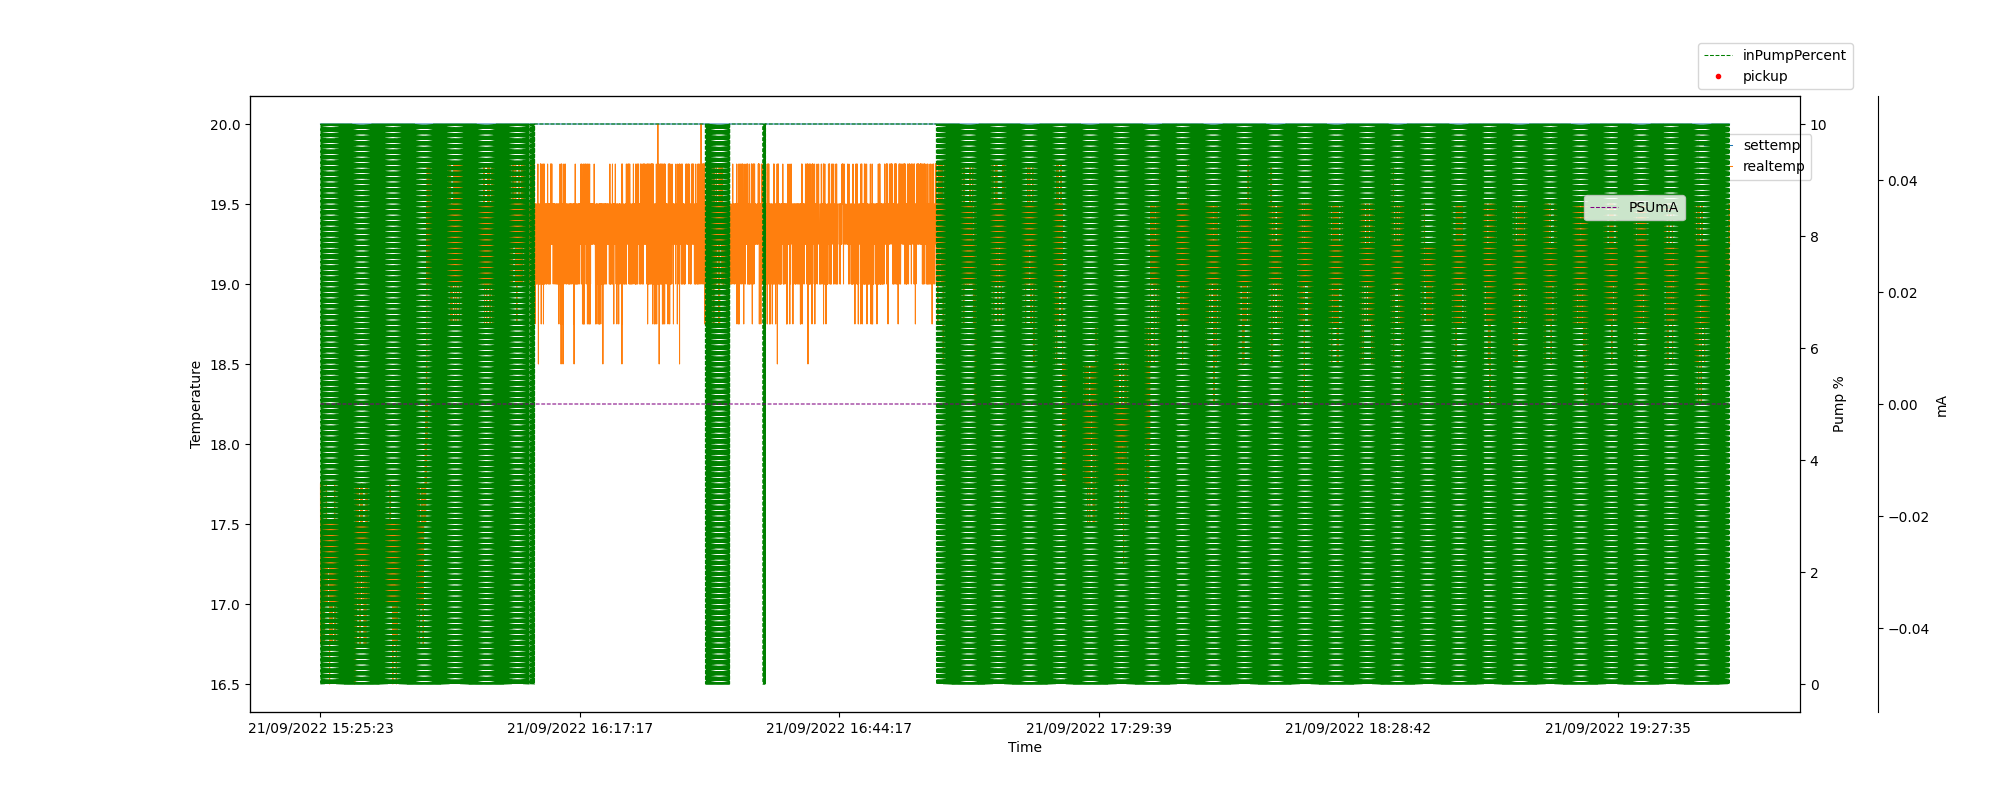 inPumpPercent
pickup
settemp
realtemp
PSUmA
20.0
19.5
19.0
18.5
18.0
17.5
17.0
16.5
Temperature
10
8
6
4
2
0
Pump %
0.04
0.02
0.00
−0.02
−0.04
mA
21/09/2022 15:25:23
21/09/2022 16:17:17
21/09/2022 16:44:17
21/09/2022 17:29:39
21/09/2022 18:28:42
21/09/2022 19:27:35
Time